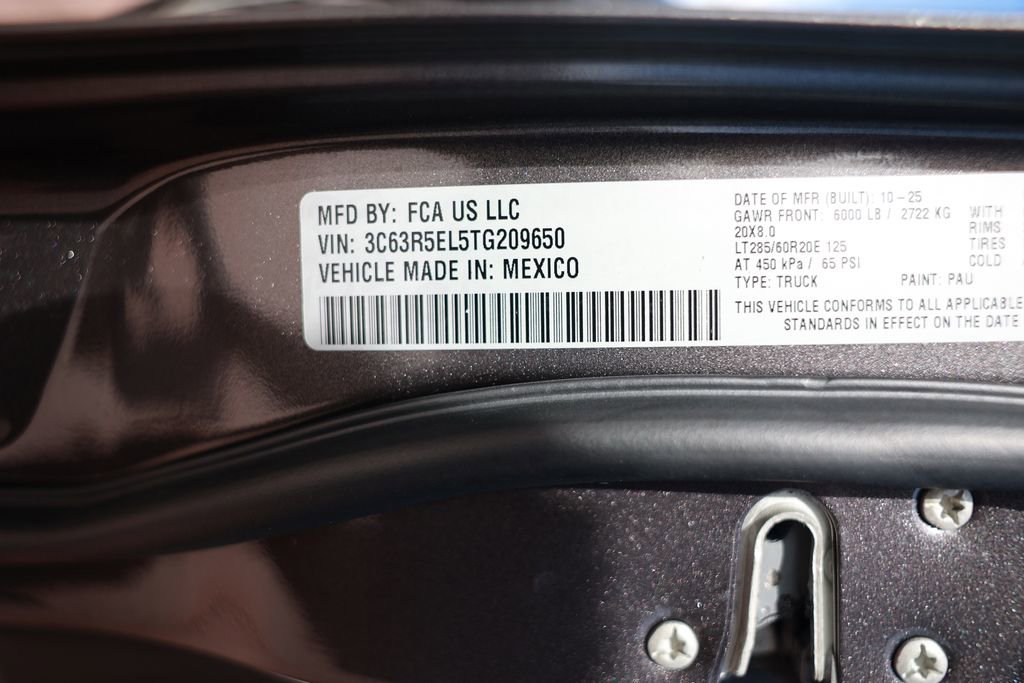 MFD BY: FCA US LLC
VIN: 3C63R5EL5TG209650
VEHICLE MADE IN: MEXICO
DATE OF MFR (BUILT): 10-25
GAWR FRONT: 6000 LB / 2722 KG WITH
20X8.0 RIMS
LT285/60R20E 125 TIRES
AT 450 kPa / 65 PSI COLD
TYPE: TRUCK PAINT: PAU
THIS VEHICLE CONFORMS TO ALL APPLICABLE
STANDARDS IN EFFECT ON THE DATE